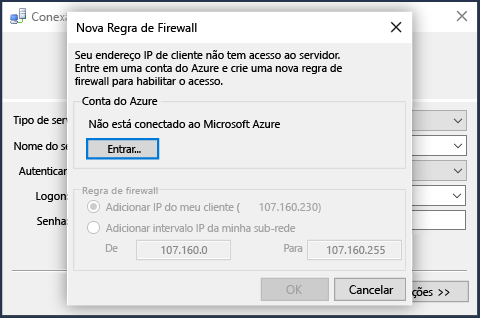 Conexã
Nova Regra de Firewall
Seu endereço IP de cliente não tem acesso ao servidor.
Entre em uma conta do Azure e crie uma nova regra de
firewall para habilitar o acesso.
Conta do Azure
Não está conectado ao Microsoft Azure
Entrar...
Tipo de serv
Nome do se
Autenticar
Logon:
Senha:
Regra de firewall
Adicionar IP do meu cliente ( 107.160.230)
Adicionar intervalo IP da minha sub-rede
De 107.160.0 Para 107.160.255
OK Cancelar
ções >>